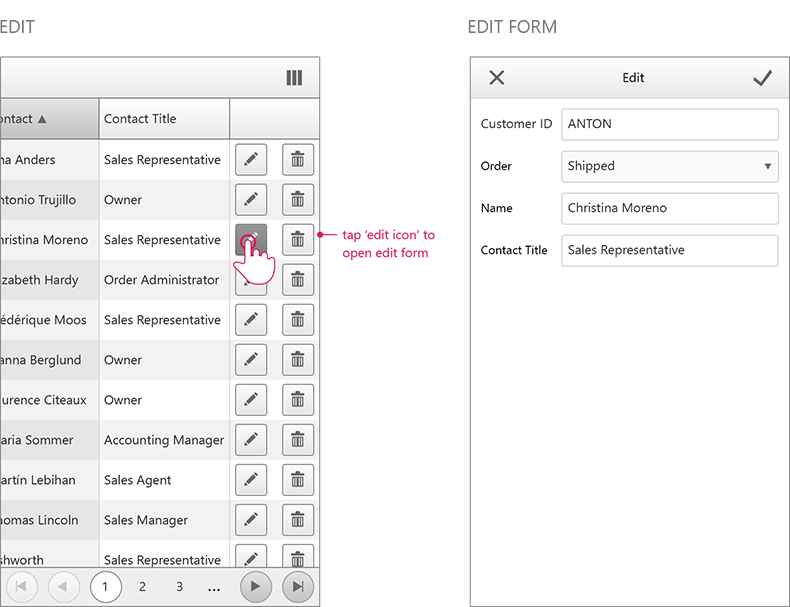 EDIT
ontact ▲ Contact Title
na Anders Sales Representative
ntonio Trujillo Owner
hristina Moreno Sales Representative
izabeth Hardy Order Administrator
édérique Moos Sales Representative
anna Berglund Owner
urence Citeaux Owner
aria Sommer Accounting Manager
artín Lebihan Sales Agent
homas Lincoln Sales Manager
shworth Sales Representative
1 2 3 ...
tap ‘edit icon’ to
open edit form
EDIT FORM
Edit
Customer ID ANTON
Order Shipped
Name Christina Moreno
Contact Title Sales Representative